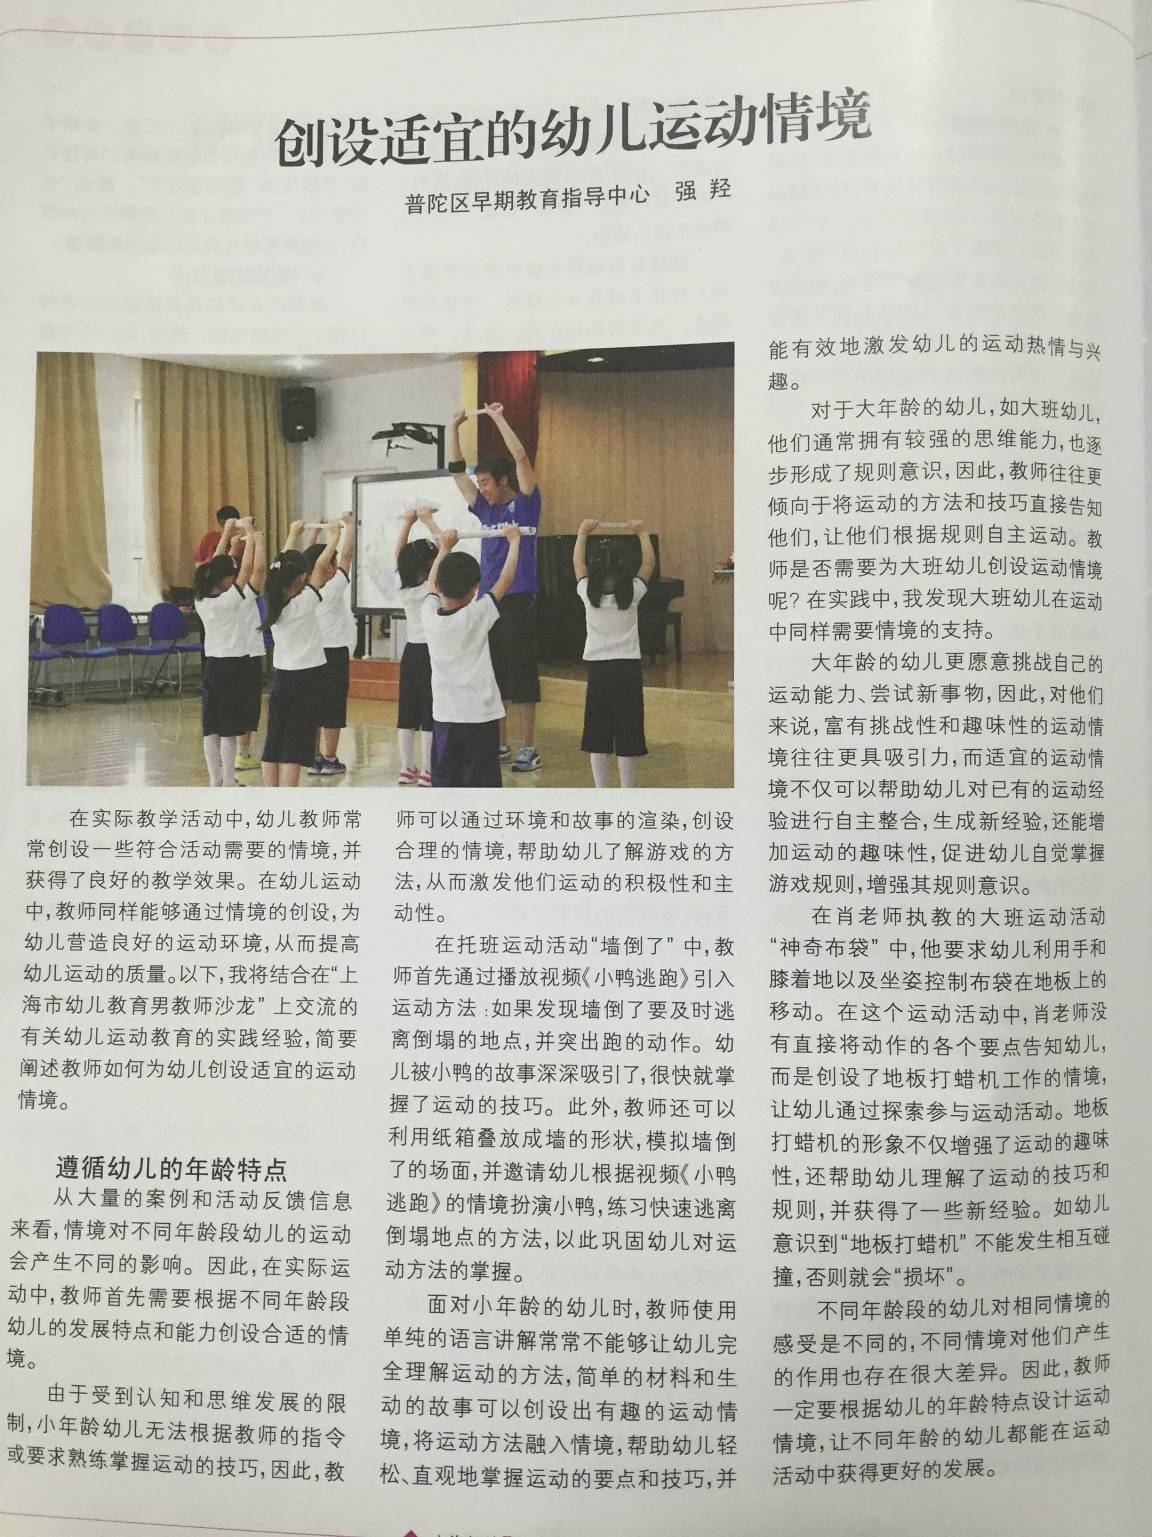 创设适宜的幼儿运动情境
普陀区早期教育指导中心 强 羟
在实际教学活动中,幼儿教师常
常创设一些符合活动需要的情境,并
获得了良好的教学效果。在幼儿运动
中,教师同样能够通过情境的创设,为
幼儿营造良好的运动环境,从而提高
幼儿运动的质量。以下,我将结合在“上
海市幼儿教育男教师沙龙”上交流的
有关幼儿运动教育的实践经验,简要
阐述教师如何为幼儿创设适宜的运动
情境。
遵循幼儿的年龄特点
从大量的案例和活动反馈信息
来看,情境对不同年龄段幼儿的运动
会产生不同的影响。因此,在实际运
动中,教师首先需要根据不同年龄段
幼儿的发展特点和能力创设合适的情
境。
由于受到认知和思维发展的限
制,小年龄幼儿无法根据教师的指令
或要求熟练掌握运动的技巧,因此,教
师可以通过环境和故事的渲染,创设
合理的情境,帮助幼儿了解游戏的方
法,从而激发他们运动的积极性和主
动性。
在托班运动活动“墙倒了”中,教
师首先通过播放视频《小鸭逃跑》引入
运动方法:如果发现墙倒了要及时逃
离倒塌的地点,并突出跑的动作。幼
儿被小鸭的故事深深吸引了,很快就掌
握了运动的技巧。此外,教师还可以
利用纸箱叠放成墙的形状,模拟墙倒
了的场面,并邀请幼儿根据视频《小鸭
逃跑》的情境扮演小鸭,练习快速逃离
倒塌地点的方法,以此巩固幼儿对运
动方法的掌握。
面对小年龄的幼儿时,教师使用
单纯的语言讲解常常不能够让幼儿完
全理解运动的方法,简单的材料和生
动的故事可以创设出有趣的运动情
境,将运动方法融入情境,帮助幼儿轻
松、直观地掌握运动的要点和技巧,并
能有效地激发幼儿的运动热情与兴
趣。
对于大年龄的幼儿,如大班幼儿,
他们通常拥有较强的思维能力,也逐
步形成了规则意识,因此,教师往往更
倾向于将运动的方法和技巧直接告知
他们,让他们根据规则自主运动。教
师是否需要为大班幼儿创设运动情境
呢?在实践中,我发现大班幼儿在运动
中同样需要情境的支持。
大年龄的幼儿更愿意挑战自己的
运动能力、尝试新事物,因此,对他们
来说,富有挑战性和趣味性的运动情
境往往更具吸引力,而适宜的运动情
境不仅可以帮助幼儿对已有的运动经
验进行自主整合,生成新经验,还能增
加运动的趣味性,促进幼儿自觉掌握
游戏规则,增强其规则意识。
在肖老师执教的大班运动活动
“神奇布袋”中,他要求幼儿利用手和
膝着地以及坐姿控制布袋在地板上的
移动。在这个运动活动中,肖老师没
有直接将动作的各个要点告知幼儿,
而是创设了地板打蜡机工作的情境,
让幼儿通过探索参与运动活动。地板
打蜡机的形象不仅增强了运动的趣味
性,还帮助幼儿理解了运动的技巧和
规则,并获得了一些新经验。如幼儿
意识到“地板打蜡机”不能发生相互碰
撞,否则就会“损坏”。
不同年龄段的幼儿对相同情境的
感受是不同的,不同情境对他们产生
的作用也存在很大差异。因此,教师
一定要根据幼儿的年龄特点设计运动
情境,让不同年龄的幼儿都能在运动
活动中获得更好的发展。